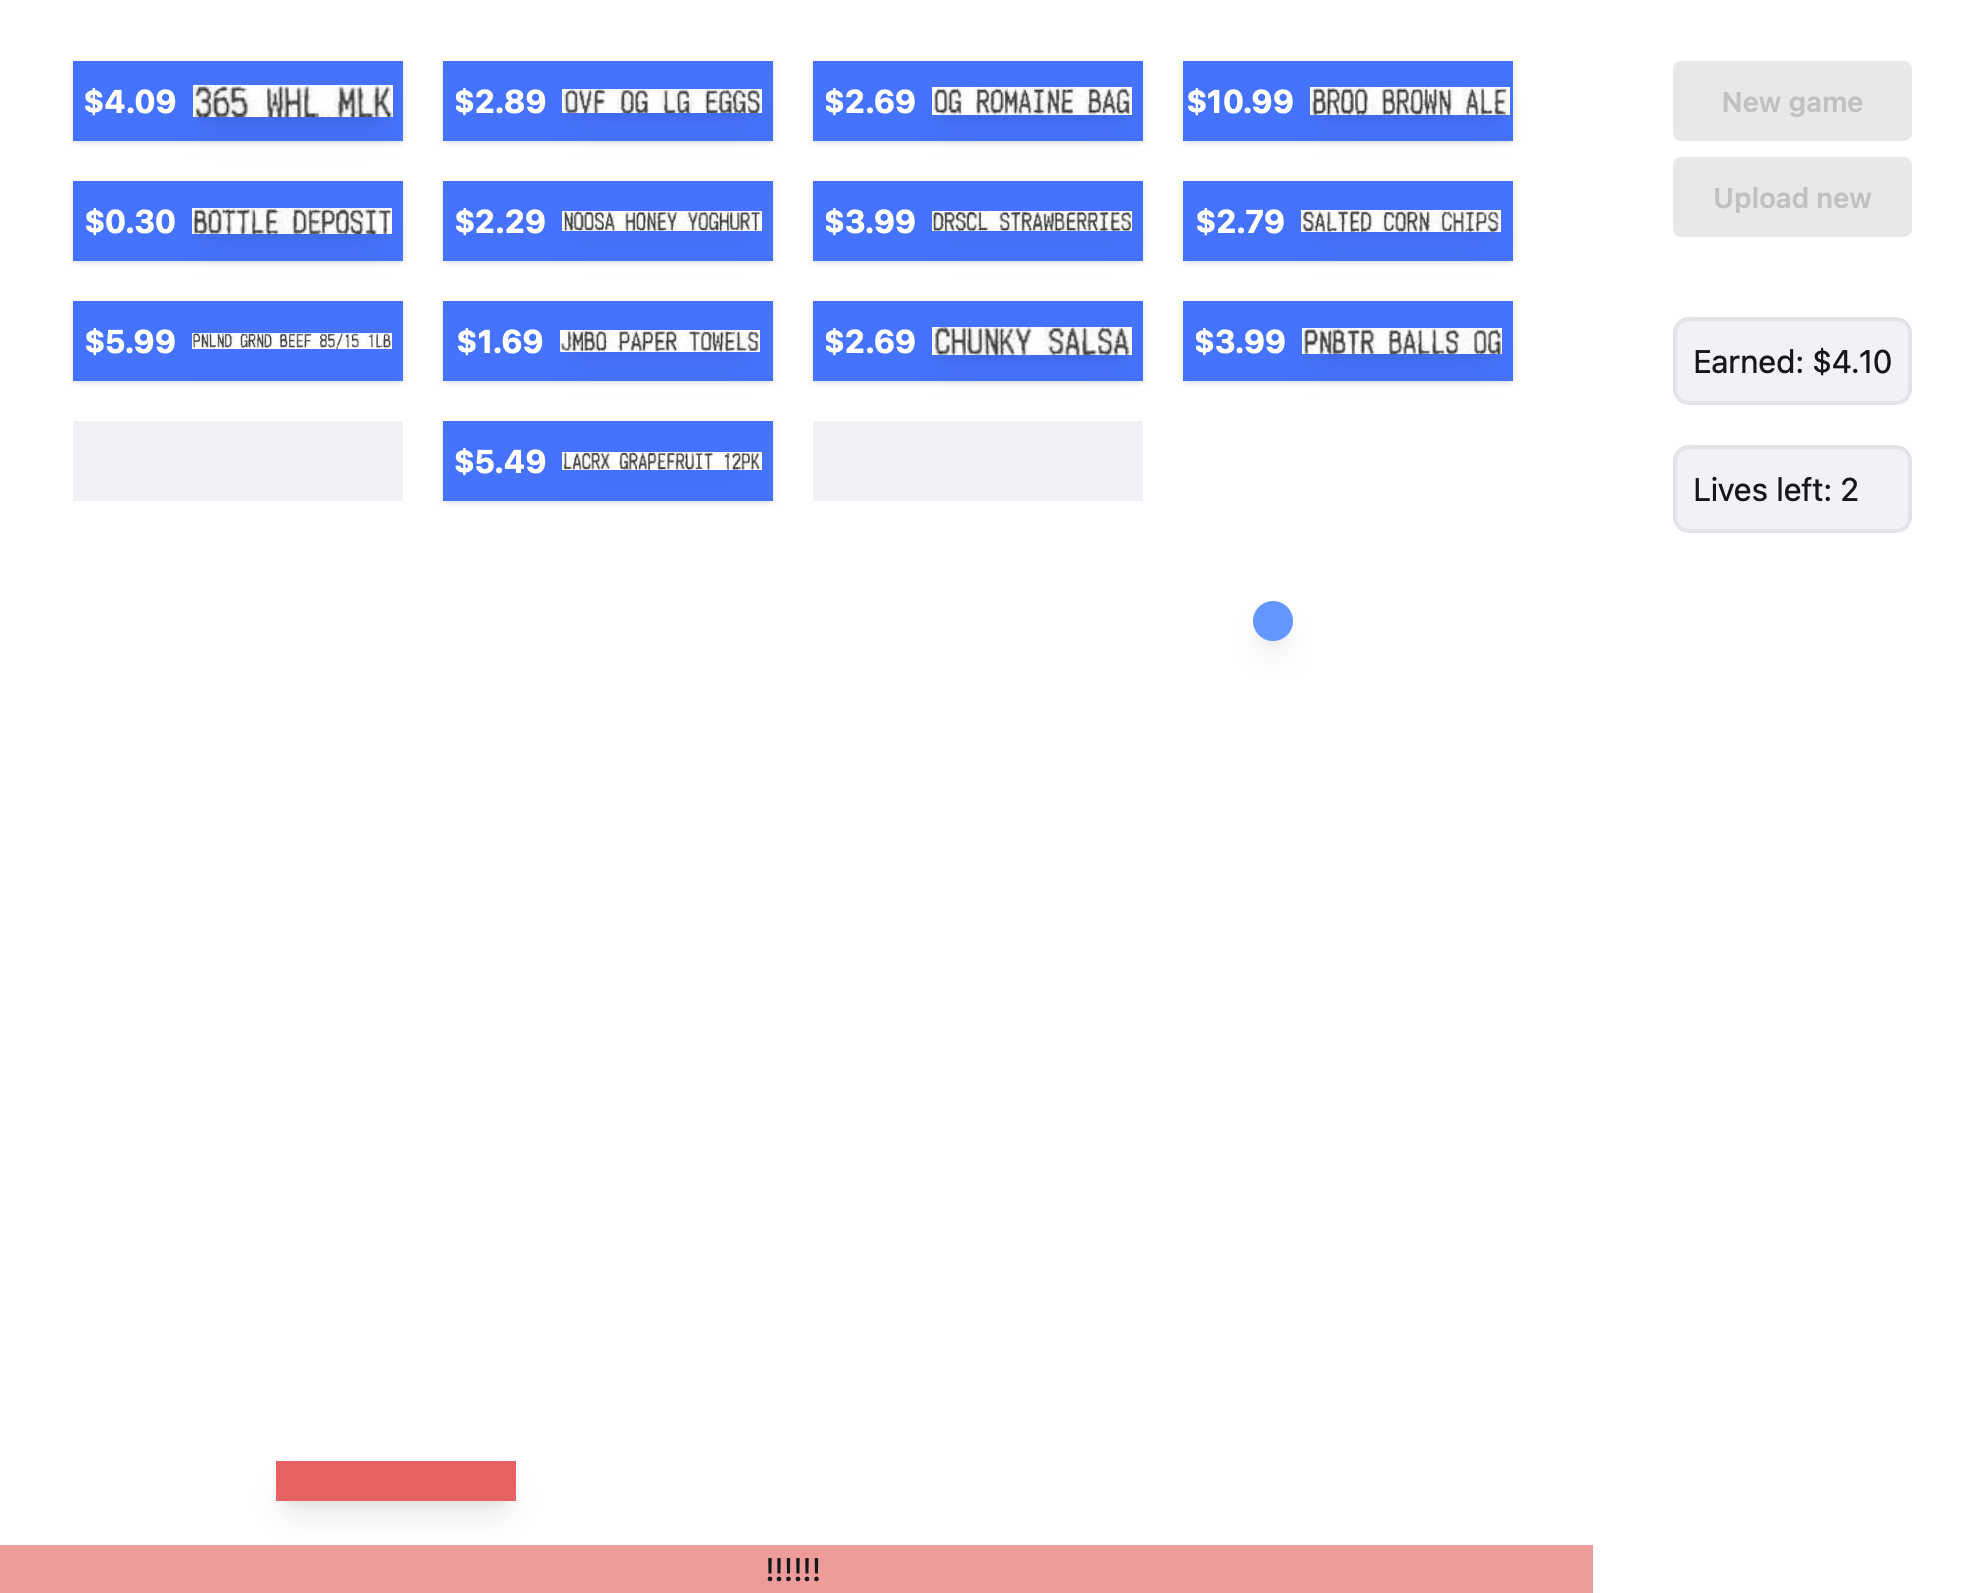 $4.09 365 WHL MLK
$2.89 OVF OG LG EGGS
$2.69 OG ROMAINE BAG
$10.99 BROO BROWN ALE
New game
Upload new
$0.30 BOTTLE DEPOSIT
$2.29 NOOSA HONEY YOGHURT
$3.99 DRSCL STRAWBERRIES
$2.79 SALTED CORN CHIPS
$5.99 PNLND GRND BEEF 85/15 1LB
$1.69 JMBO PAPER TOWELS
$2.69 CHUNKY SALSA
$3.99 PNBTR BALLS OG
Earned: $4.10
$5.49 LACRX GRAPEFRUIT 12PK
Lives left: 2
!!!!!!